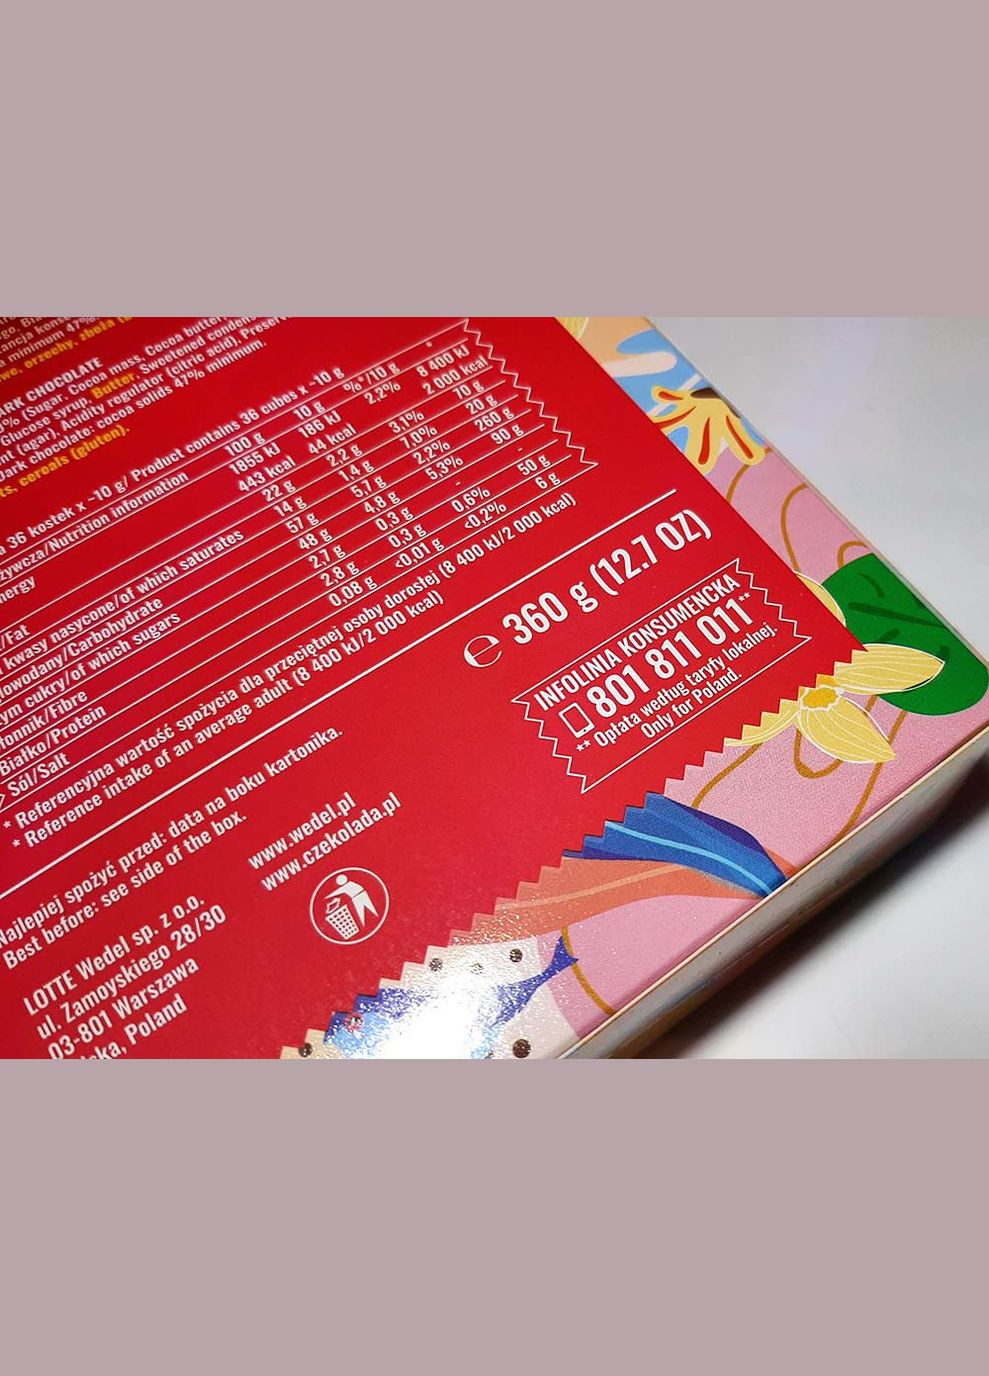 minimum 47%.
owe, orzechy, zboża
ARK CHOCOLATE
(Sugar, Cocoa mass, Cocoa butter,
Glucose syrup, Butter, Sweetened
(agar), Acidity regulator (citric acid),
Dark chocolate: cocoa solids 47% minimum.
cereals (gluten).
36 kostek x ~10 g/ Product contains 36 cubes x ~10 g
Nutrition information 100 g 10 g %*/10 g *
1855 kJ 186 kJ 2,2% 8 400 kJ
443 kcal 44 kcal 2 000 kcal
/Fat 22 g 2,2 g 3,1% 70 g
kwasy nasycone/of which saturates 14 g 1,4 g 7,0% 20 g
/Carbohydrate 57 g 5,7 g 2,2% 260 g
cukry/of which sugars 48 g 4,8 g 5,3% 90 g
/Fibre 2,7 g 0,3 g - -
Białko/Protein 2,8 g 0,3 g 0,6% 50 g
Sól/Salt 0,08 g <0,01 g <0,2% 6 g
* Referencyjna wartość spożycia dla przeciętnej osoby dorosłej (8 400 kJ/2 000 kcal)
* Reference intake of an average adult (8 400 kJ/2 000 kcal)
℮ 360 g (12.7 OZ)
INFOLINIA KONSUMENCKA
801 811 011**
** Opłata według taryfy lokalnej.
Only for Poland.
Najlepiej spożyć przed: data na boku kartonika.
Best before: see side of the box.
www.wedel.pl
www.czekolada.pl
LOTTE Wedel sp. z o.o.
ul. Zamoyskiego 28/30
03-801 Warszawa
Poland